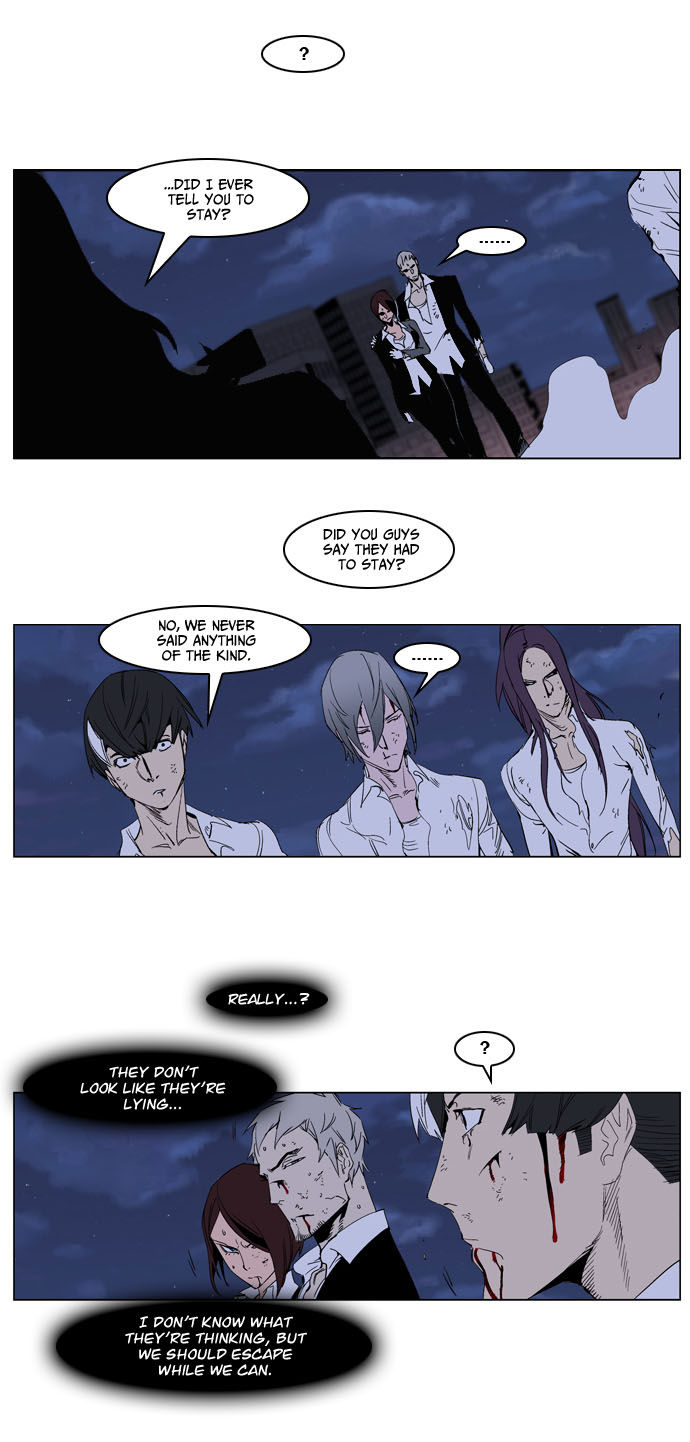 ?
...DID I EVER
TELL YOU TO
STAY?
......
DID YOU GUYS
SAY THEY HAD
TO STAY?
NO, WE NEVER
SAID ANYTHING
OF THE KIND.
......
REALLY...?
THEY DON'T
LOOK LIKE THEY'RE
LYING...
?
I DON'T KNOW WHAT
THEY'RE THINKING, BUT
WE SHOULD ESCAPE
WHILE WE CAN.